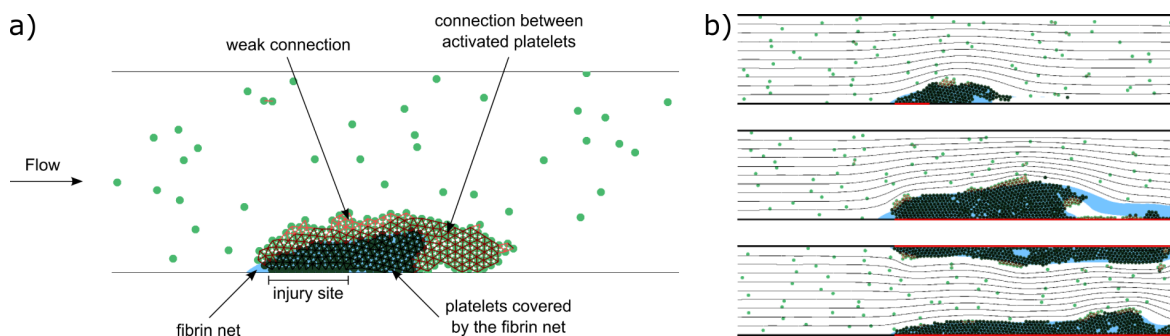 a)
weak connection
connection between
activated platelets
Flow
injury site
fibrin net
platelets covered
by the fibrin net
b)